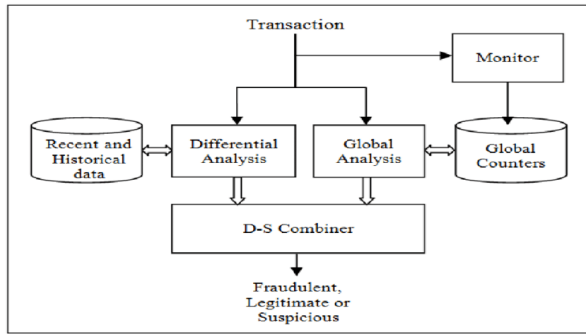 Transaction
Monitor
Recent and
Historical
data
Differential
Analysis
Global
Analysis
Global
Counters
D-S Combiner
Fraudulent,
Legitimate or
Suspicious